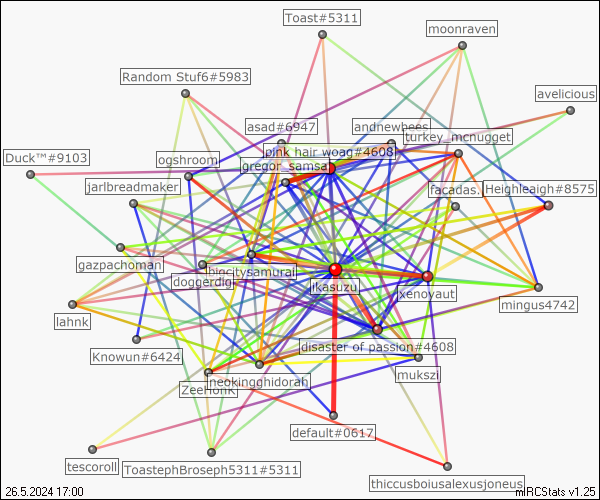 Toast#5311
moonraven
Random Stuf6#5983
avelicious
asad#6947
andnewbees
turkey_mcnugget
pink hair woag#4608
Duck™#9103
ogshroom
gregor_samsa
jarlbreadmaker
facadas.
Heighleaigh#8575
gazpachoman
bigcitysamurai
doggerdig
ikasuzu
xenoyaut
mingus4742
lahnk
Knowun#6424
disaster of passion#4608
mukszi
ZeeHonk
neokingghidorah
default#0617
tescoroll
ToastephBroseph5311#5311
thiccusboiusalexusjoneus
26.5.2024 17:00
mIRCStats v1.25